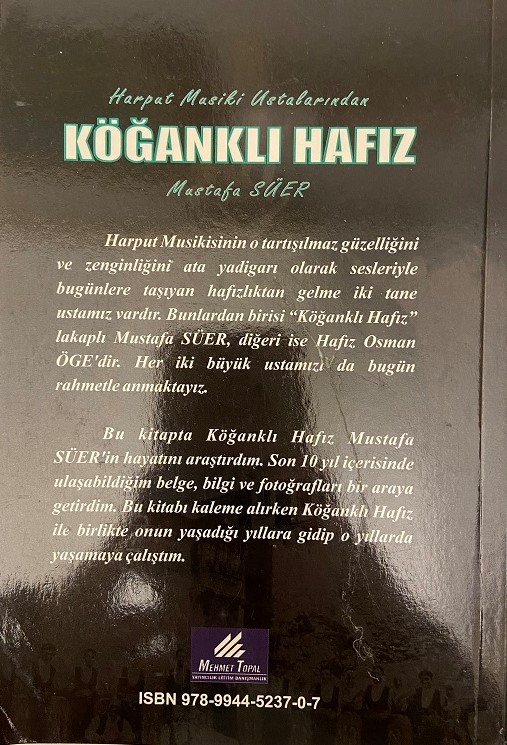 Harput Musiki Ustalarından
KÖĞANKLI HAFIZ
Mustafa SÜER
Harput Musikisinin o tartışılmaz güzelliğini
ve zenginliğini ata yadigarı olarak sesleriyle
bugünlere taşıyan hafızlıktan gelme iki tane
ustamız vardır. Bunlardan birisi “Köğanklı Hafız”
lakaplı Mustafa SÜER, diğeri ise Hafız Osman
ÖGE'dir. Her iki büyük ustamızı da bugün
rahmetle anmaktayız.
Bu kitapta Köğanklı Hafız Mustafa
SÜER'in hayatını araştırdım. Son 10 yıl içerisinde
ulaşabildiğim belge, bilgi ve fotoğrafları bir araya
getirdim. Bu kitabı kaleme alırken Köğanklı Hafız
ile birlikte onun yaşadığı yıllara gidip o yıllarda
yaşamaya çalıştım.
MEHMET TOPAL
YAYINCILIK EĞİTİM DANIŞMANLIK
ISBN 978-9944-5237-0-7